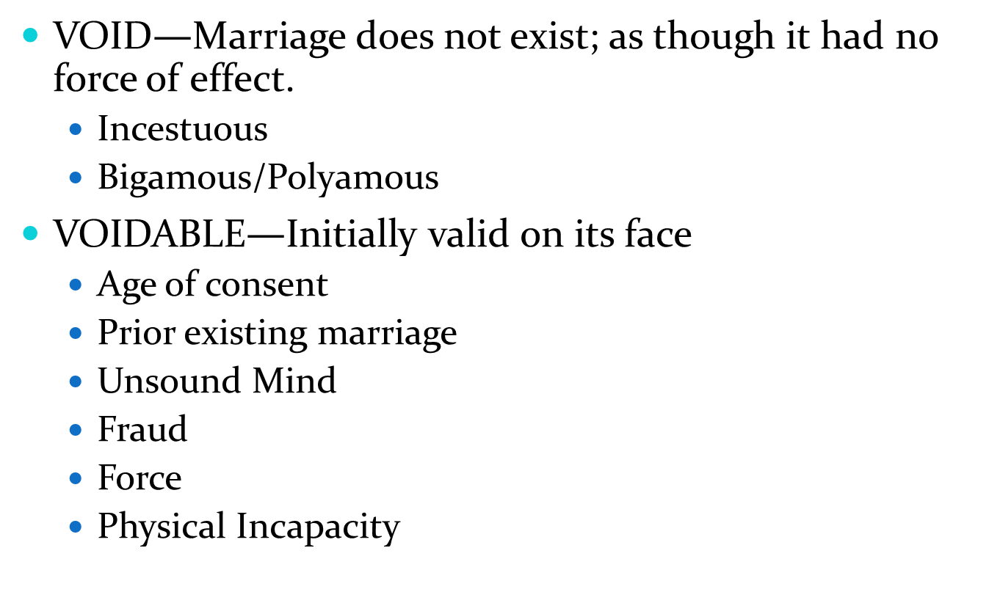 VOID—Marriage does not exist; as though it had no
force of effect.
Incestuous
Bigamous/Polyamous
VOIDABLE—Initially valid on its face
Age of consent
Prior existing marriage
Unsound Mind
Fraud
Force
Physical Incapacity